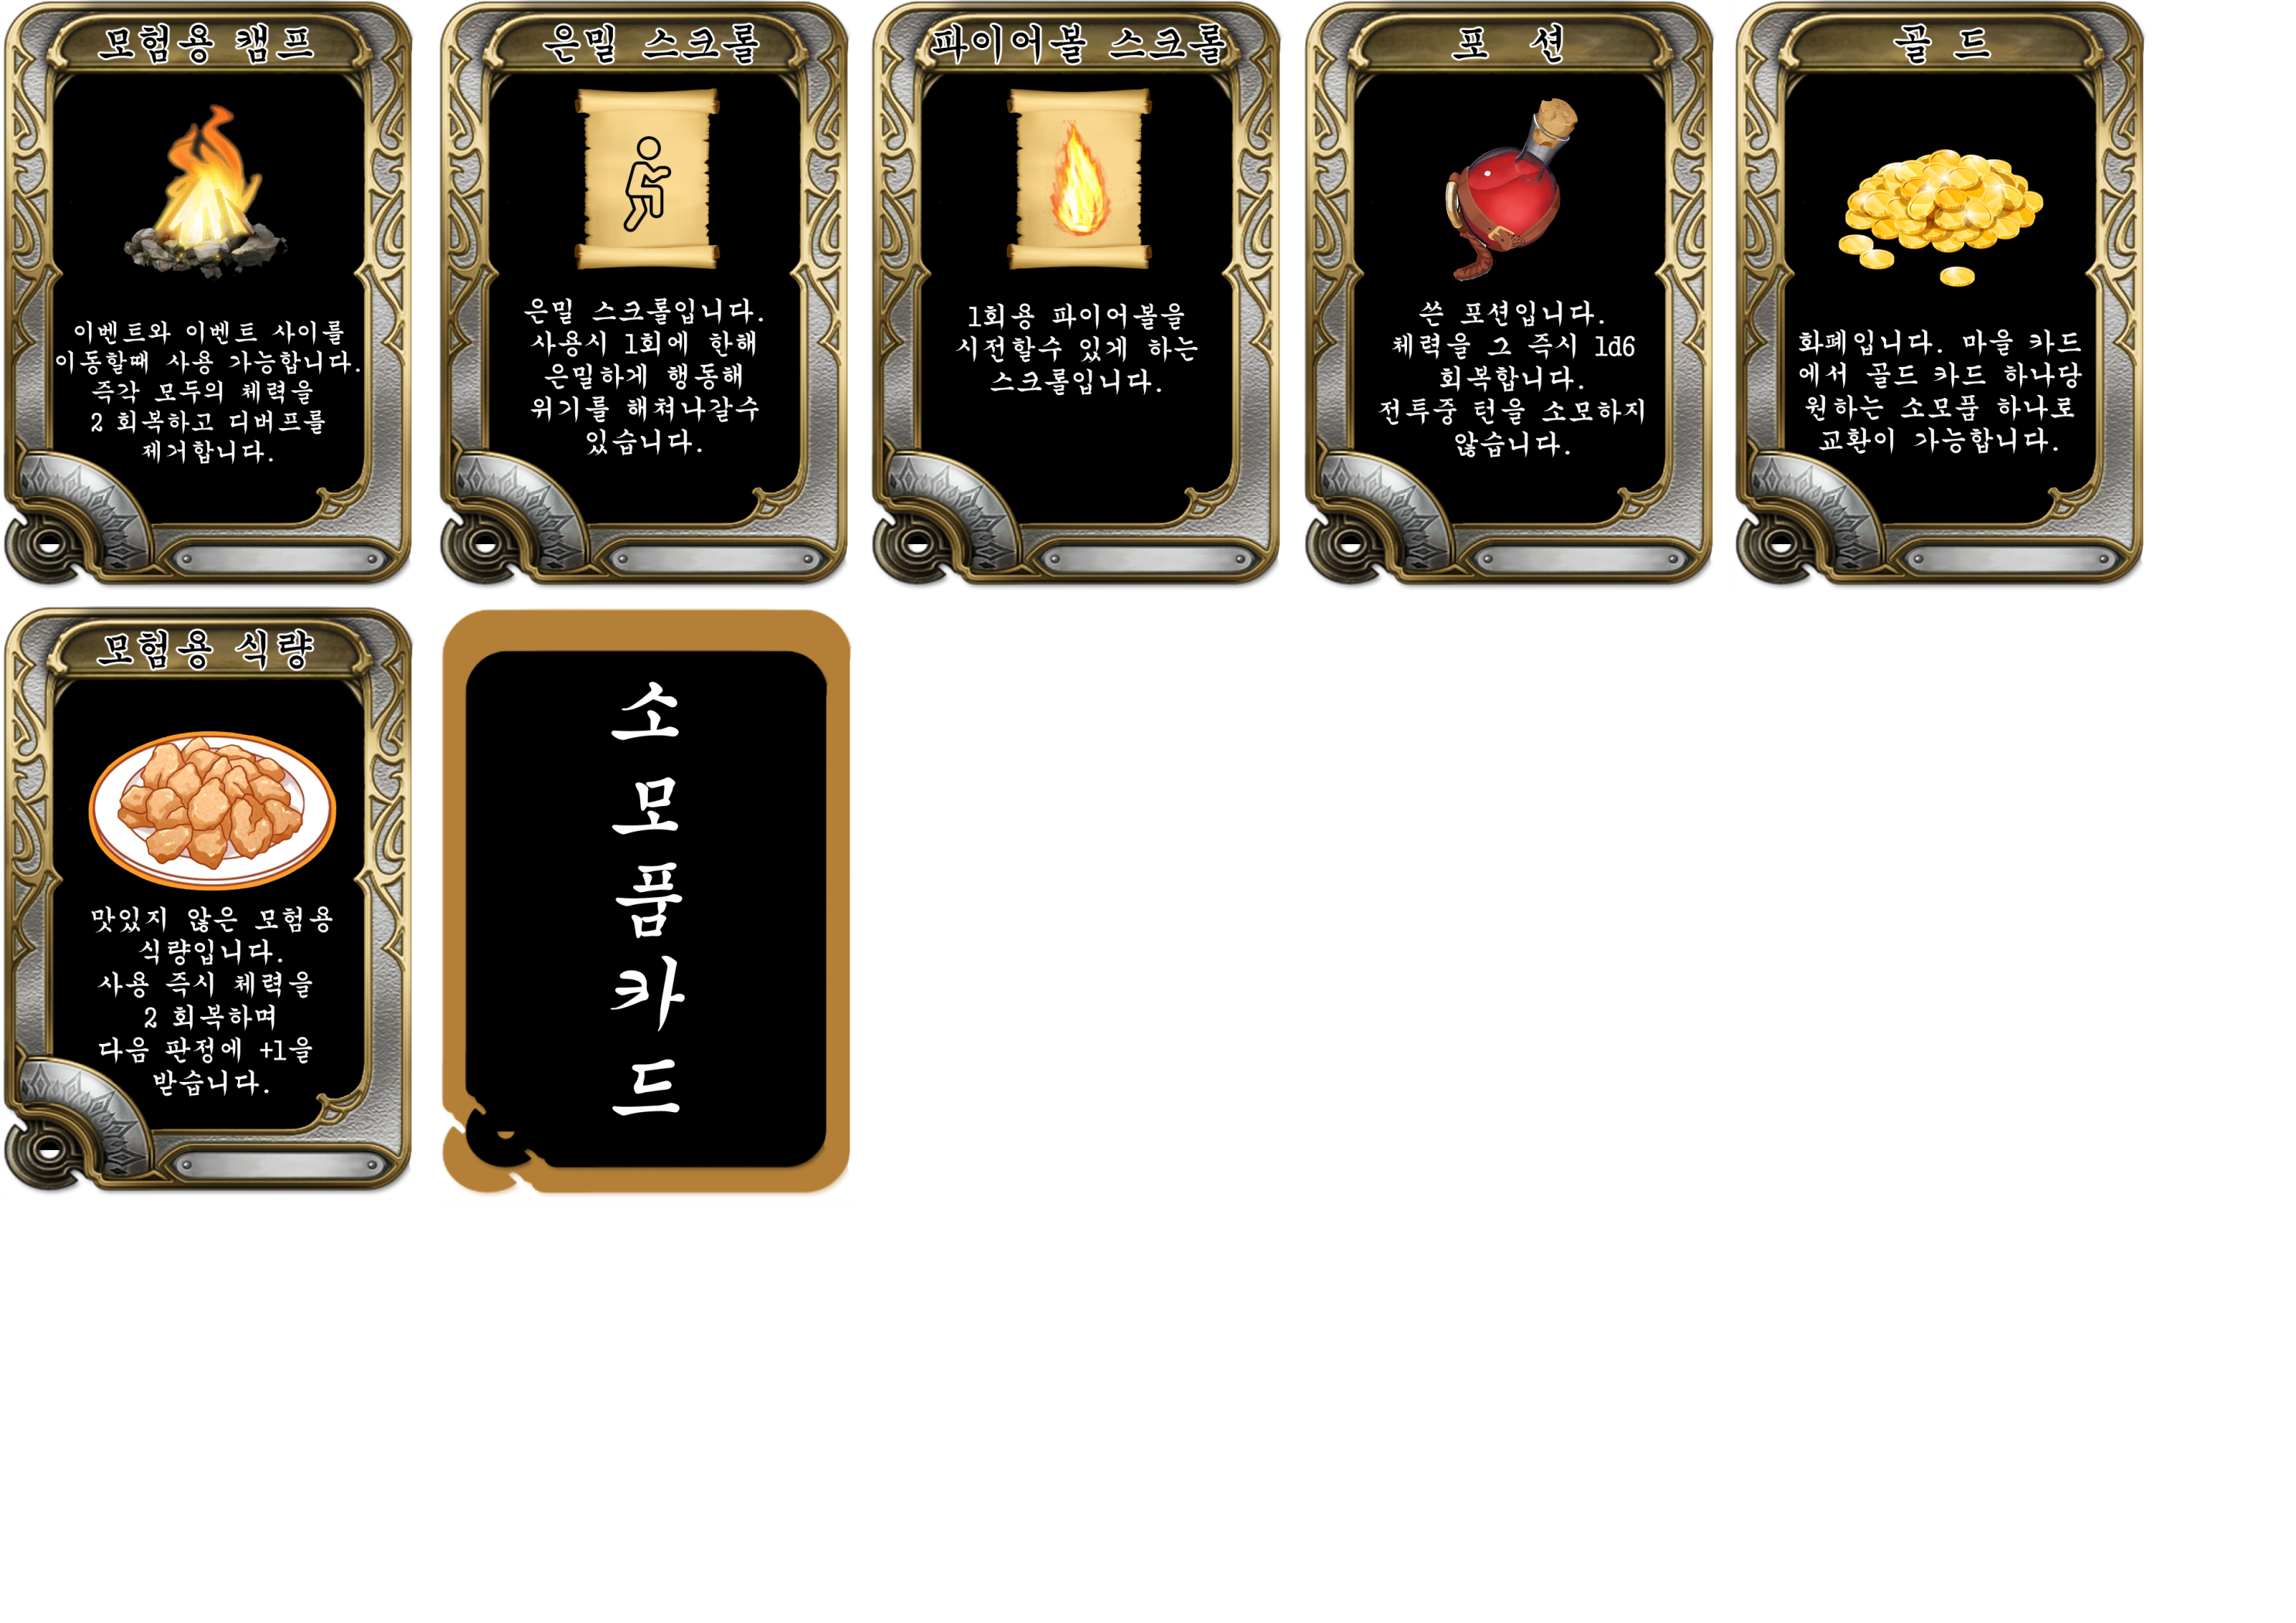 모험용 캠프
이벤트와 이벤트 사이를
이동할때 사용 가능합니다.
즉각 모두의 체력을
2 회복하고 디버프를
제거합니다.
은밀 스크롤
은밀 스크롤입니다.
사용시 1회에 한해
은밀하게 행동해
위기를 해쳐나갈수
있습니다.
파이어볼 스크롤
1회용 파이어볼을
시전할수 있게 하는
스크롤입니다.
포 션
쓴 포션입니다.
체력을 그 즉시 1d6
회복합니다.
전투중 턴을 소모하지
않습니다.
골 드
화폐입니다. 마을 카드
에서 골드 카드 하나당
원하는 소모품 하나로
교환이 가능합니다.
모험용 식량
맛있지 않은 모험용
식량입니다.
사용 즉시 체력을
2 회복하며
다음 판정에 +1을
받습니다.
소
모
품
카
드